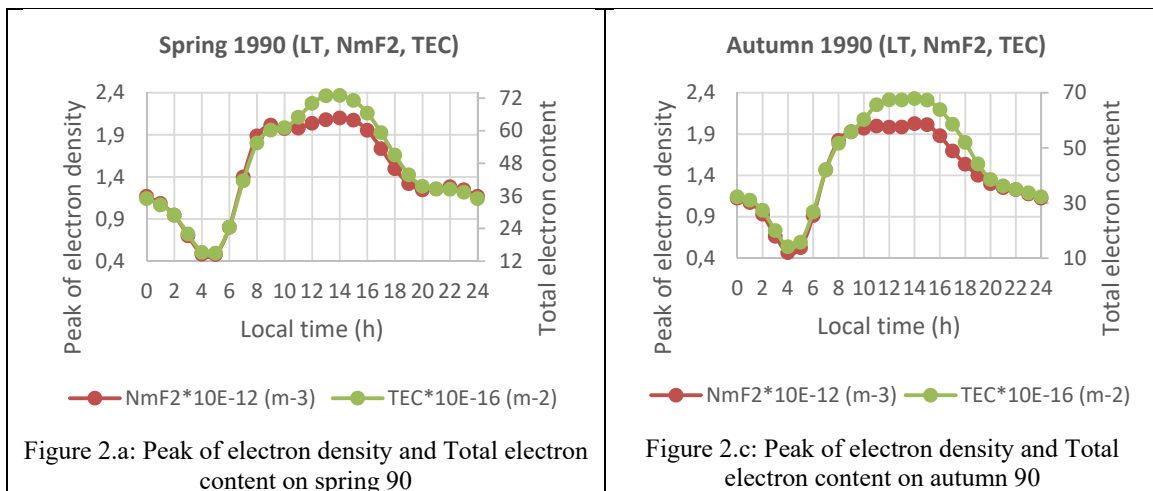 Spring 1990 (LT, NmF2, TEC)
Peak of electron density
2,4
1,9
1,4
0,9
0,4
72
60
48
36
24
12
Total electron content
0 2 4 6 8 10 12 14 16 18 20 22 24
Local time (h)
NmF2*10E-12 (m-3) TEC*10E-16 (m-2)
Figure 2.a: Peak of electron density and Total electron
content on spring 90
Autumn 1990 (LT, NmF2, TEC)
Peak of electron density
2,4
1,9
1,4
0,9
0,4
70
50
30
10
Total electron content
0 2 4 6 8 10 12 14 16 18 20 22 24
Local time (h)
NmF2*10E-12 (m-3) TEC*10E-16 (m-2)
Figure 2.c: Peak of electron density and Total
electron content on autumn 90